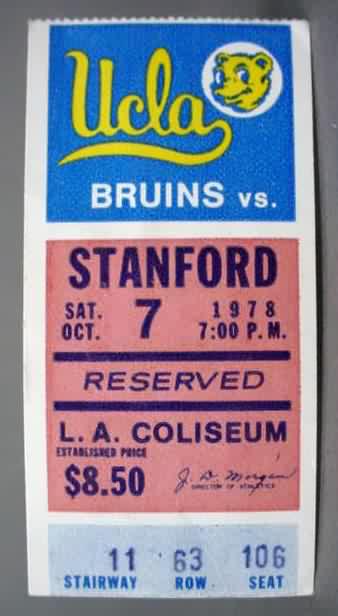 Ucla
BRUINS vs.
STANFORD
SAT. OCT. 7 1978 7:00 P.M.
RESERVED
L. A. COLISEUM
ESTABLISHED PRICE
$8.50 J. D. Morgan
DIRECTOR OF ATHLETICS
11 63 106
STAIRWAY ROW SEAT